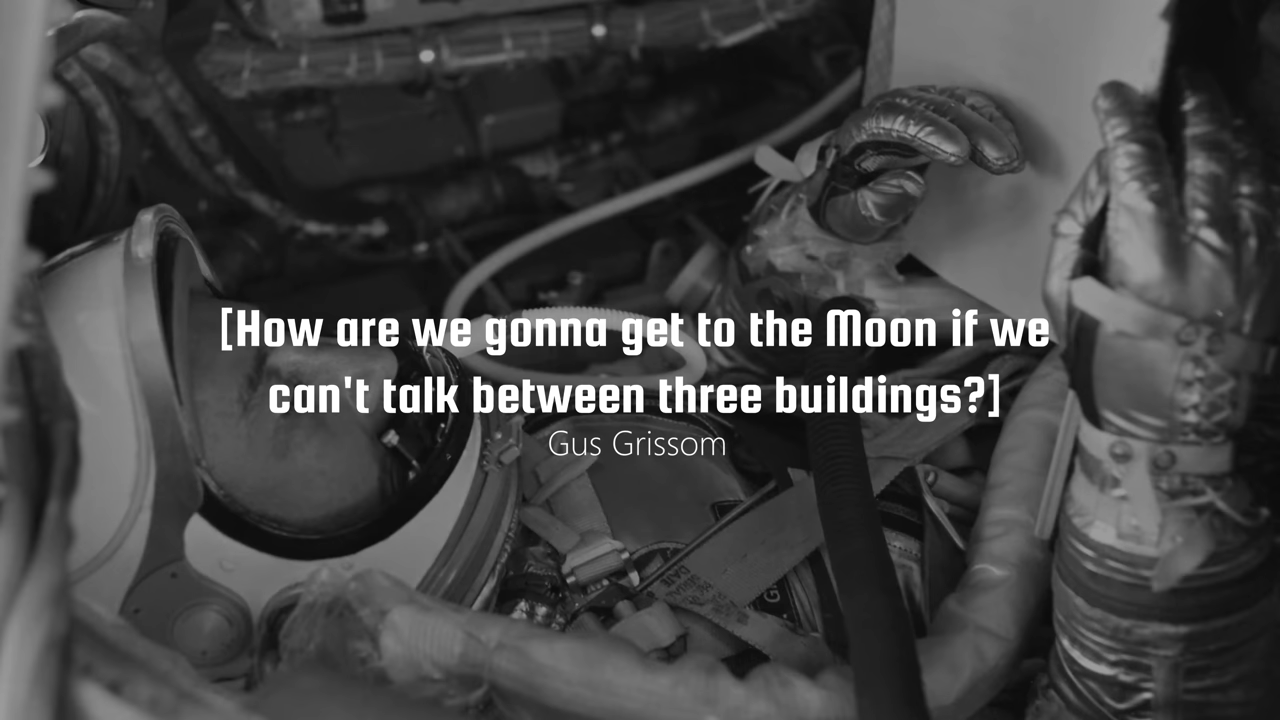 [How are we gonna get to the Moon if we
can't talk between three buildings?]
Gus Grissom